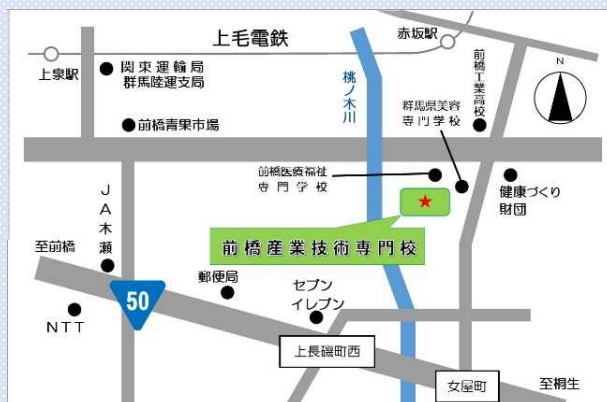 上毛電鉄
赤坂駅
上泉駅
関東運輸局
群馬陸運支局
前橋青果市場
桃ノ木川
群馬県美容
専門学校
前橋工業高校
N
前橋医療福祉
専門学校
健康づくり
財団
JA木瀬
前橋産業技術専門校
至前橋
50
郵便局
セブン
イレブン
NTT
上長磯町西
女屋町
至桐生